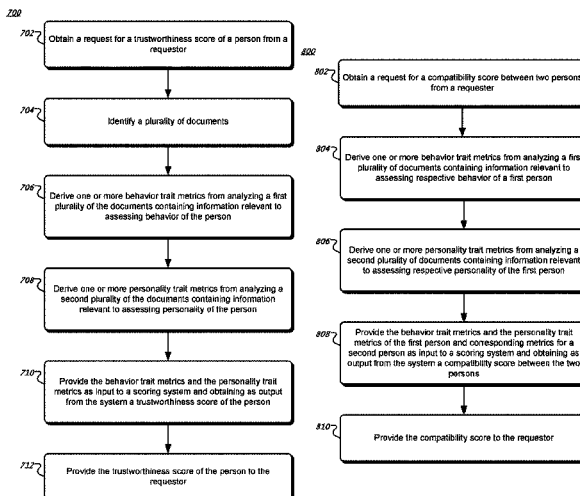 700
702
Obtain a request for a trustworthiness score of a person from a
requestor
704
Identify a plurality of documents
706
Derive one or more behavior trait metrics from analyzing a first
plurality of the documents containing information relevant to
assessing behavior of the person
708
Derive one or more personality trait metrics from analyzing a
second plurality of the documents containing information
relevant to assessing personality of the person
710
Provide the behavior trait metrics and the personality trait
metrics as input to a scoring system and obtaining as output
from the system a trustworthiness score of the person
712
Provide the trustworthiness score of the person to the
requestor
800
802
Obtain a request for a compatibility score between two persons
from a requester
804
Derive one or more behavior trait metrics from analyzing a first
plurality of documents containing information relevant to
assessing respective behavior of a first person
806
Derive one or more personality trait metrics from analyzing a
second plurality of documents containing information relevant
to assessing respective personality of the first person
808
Provide the behavior trait metrics and the personality trait
metrics of the first person and corresponding metrics for a
second person as input to a scoring system and obtaining as
output from the system a compatibility score between the two
persons
810
Provide the compatibility score to the requestor